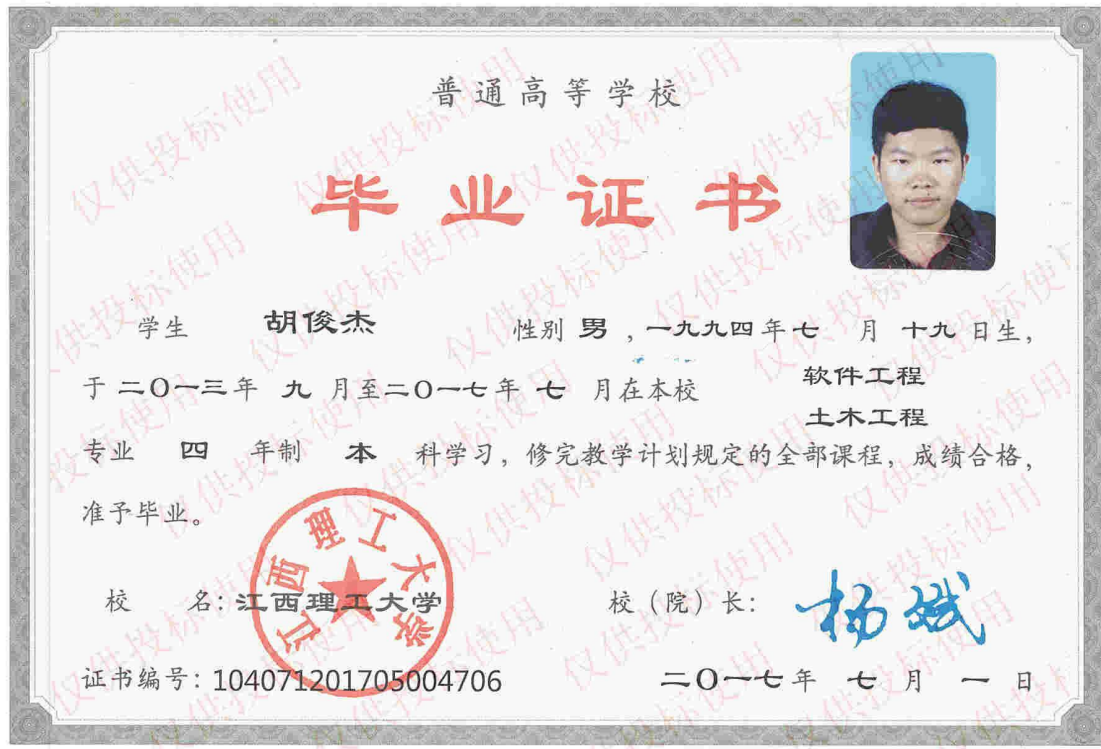 普通高等学校
毕业证书
学生 胡俊杰 性别 男 ，一九九四年七 月 十九 日生，
于二〇一三年 九 月至二〇一七年 七 月在本校 软件工程
土木工程
专业 四 年制 本 科学习，修完教学计划规定的全部课程，成绩合格，
准予毕业。
江西理工大学
校 名：江西理工大学 校（院）长：
证书编号：104071201705004706 二〇一七年 七 月 一 日
仅供投标使用